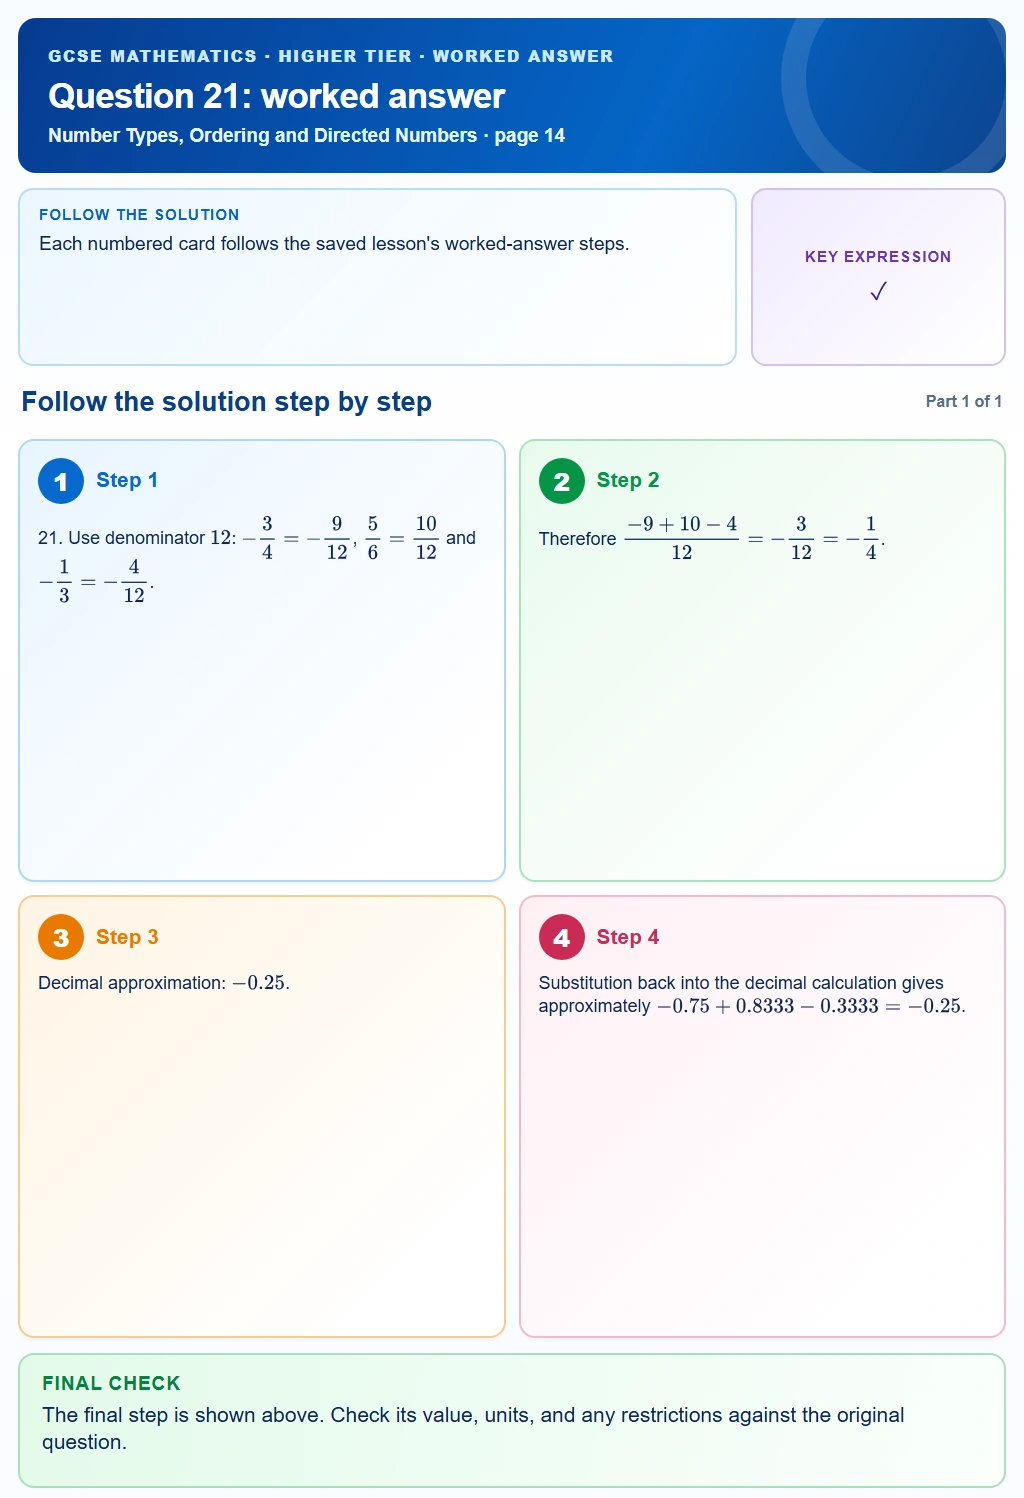 GCSE MATHEMATICS · HIGHER TIER · WORKED ANSWER
Question 21: worked answer
Number Types, Ordering and Directed Numbers · page 14
FOLLOW THE SOLUTION
Each numbered card follows the saved lesson's worked-answer steps.
KEY EXPRESSION
✓
Follow the solution step by step
Part 1 of 1
1 Step 1
21. Use denominator 12: −3/4 = −9/12, 5/6 = 10/12 and
−1/3 = −4/12.
2 Step 2
Therefore (−9 + 10 − 4)/12 = −3/12 = −1/4.
3 Step 3
Decimal approximation: −0.25.
4 Step 4
Substitution back into the decimal calculation gives
approximately −0.75 + 0.8333 − 0.3333 = −0.25.
FINAL CHECK
The final step is shown above. Check its value, units, and any restrictions against the original
question.